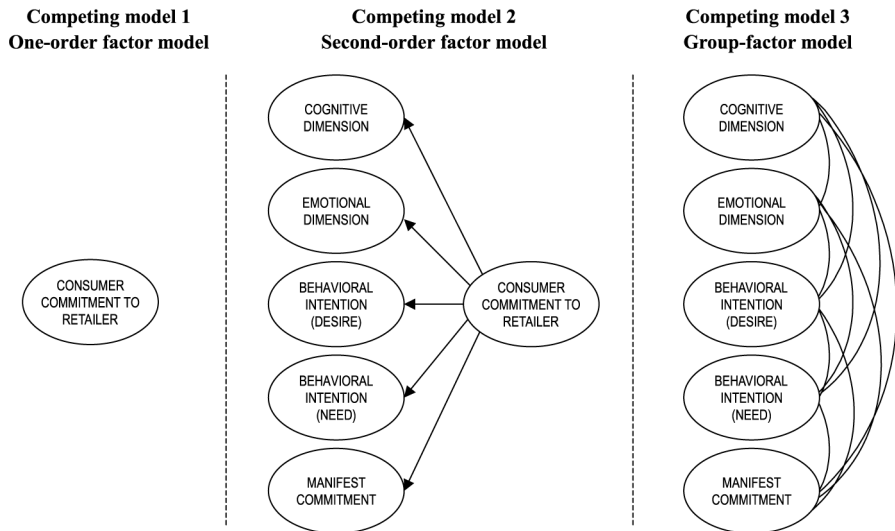 Competing model 1
One-order factor model
CONSUMER
COMMITMENT TO
RETAILER
Competing model 2
Second-order factor model
COGNITIVE
DIMENSION
EMOTIONAL
DIMENSION
BEHAVIORAL
INTENTION
(DESIRE)
BEHAVIORAL
INTENTION
(NEED)
MANIFEST
COMMITMENT
CONSUMER
COMMITMENT TO
RETAILER
Competing model 3
Group-factor model
COGNITIVE
DIMENSION
EMOTIONAL
DIMENSION
BEHAVIORAL
INTENTION
(DESIRE)
BEHAVIORAL
INTENTION
(NEED)
MANIFEST
COMMITMENT